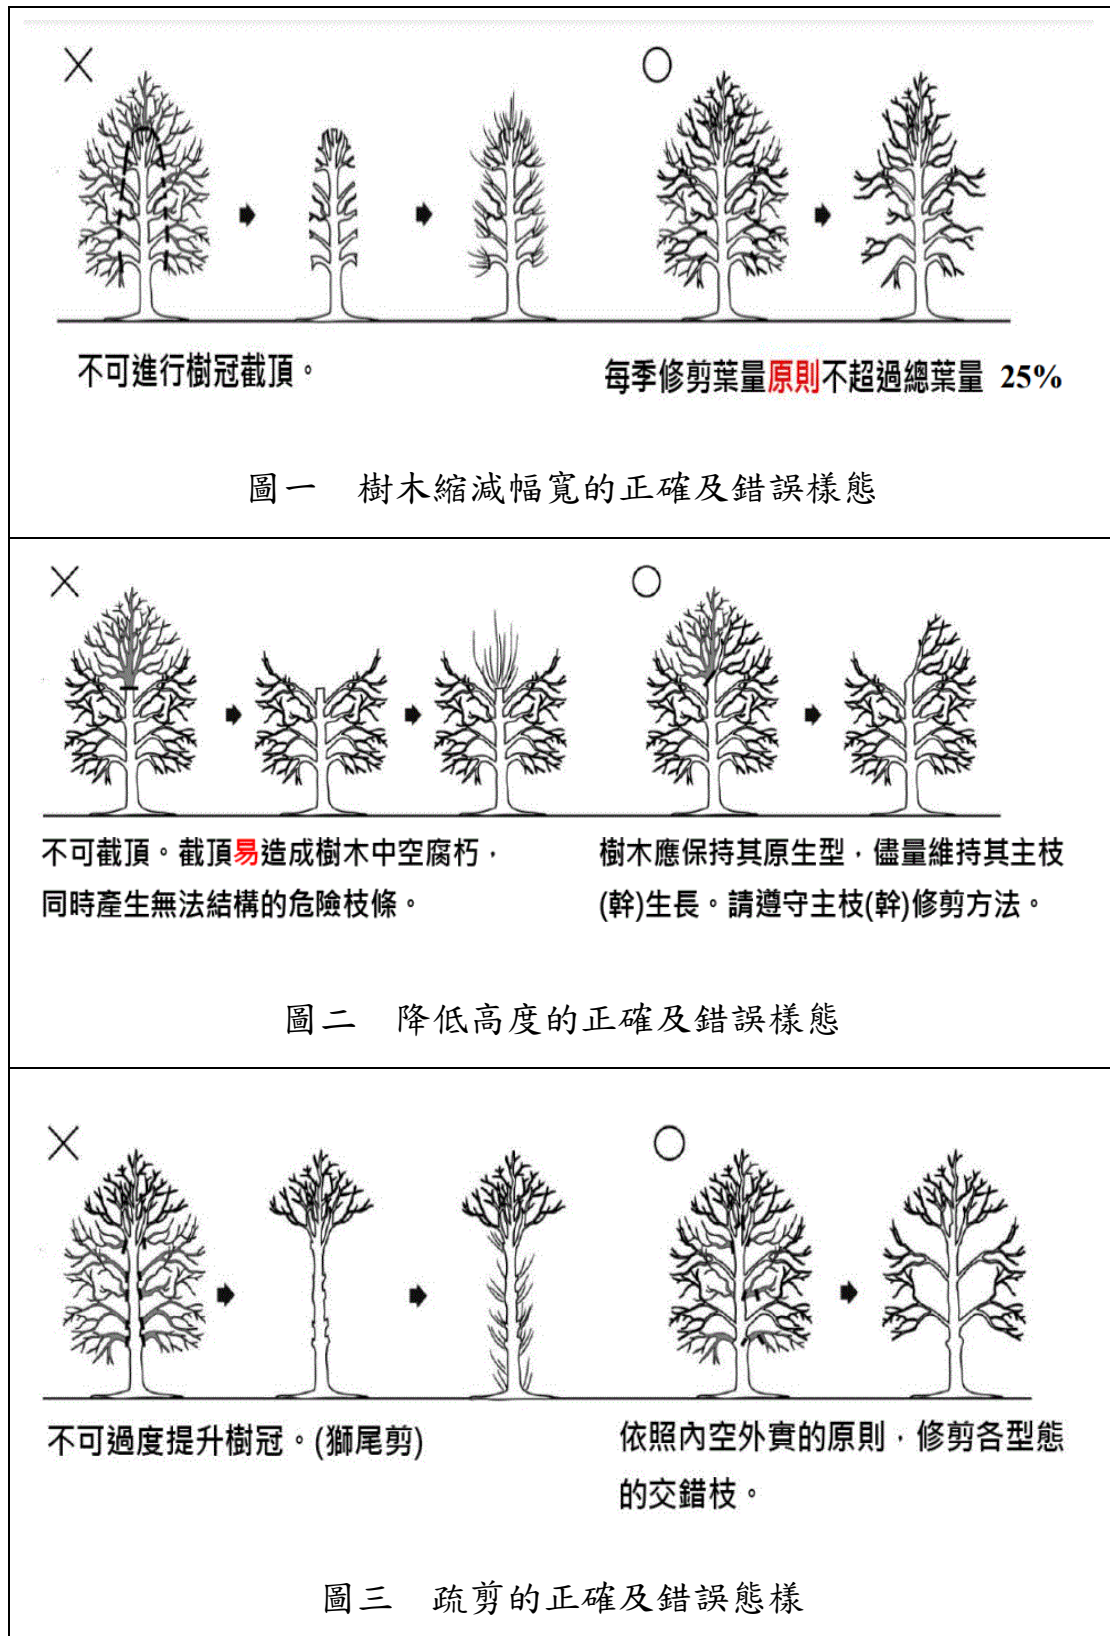 不可進行樹冠截頂。
每季修剪葉量原則不超過總葉量 25%
圖一　樹木縮減幅寬的正確及錯誤樣態
不可截頂。截頂易造成樹木中空腐朽，
同時產生無法結構的危險枝條。
樹木應保持其原生型，儘量維持其主枝
(幹)生長。請遵守主枝(幹)修剪方法。
圖二　降低高度的正確及錯誤樣態
不可過度提升樹冠。(獅尾剪)
依照內空外實的原則，修剪各型態
的交錯枝。
圖三　疏剪的正確及錯誤態樣